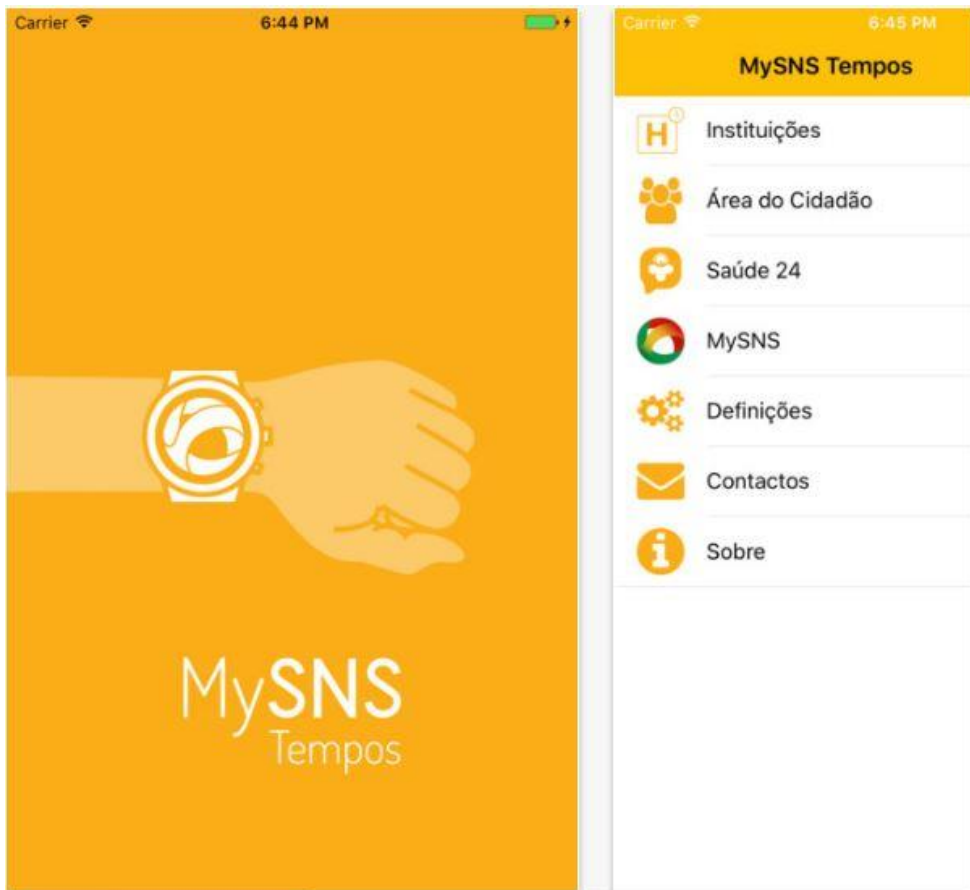 Carrier 6:44 PM
MySNS
Tempos
Carrier 6:45 PM
MySNS Tempos
H Instituições
Área do Cidadão
Saúde 24
MySNS
Definições
Contactos
Sobre